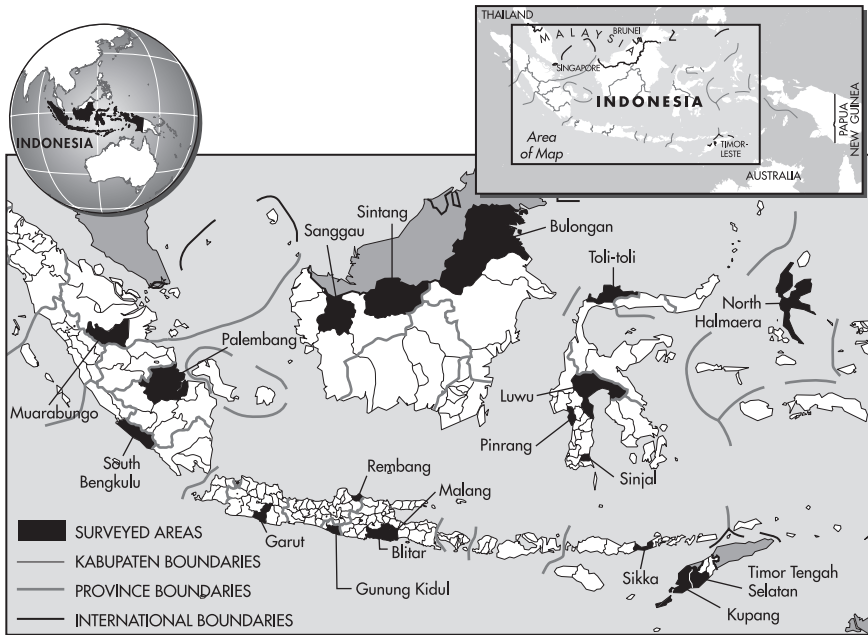 THAILAND
MALAYSIA
BRUNEI
SINGAPORE
INDONESIA
Area
of Map
TIMOR-
LESTE
PAPUA
NEW GUINEA
AUSTRALIA
INDONESIA
Sanggau
Sintang
Bulongan
Toli-toli
North
Halmaera
Palembang
Muarabungo
South
Bengkulu
Luwu
Pinrang
Sinjal
Rembang
Malang
Garut
Blitar
Gunung Kidul
Sikka
Timor Tengah
Selatan
Kupang
SURVEYED AREAS
KABUPATEN BOUNDARIES
PROVINCE BOUNDARIES
INTERNATIONAL BOUNDARIES